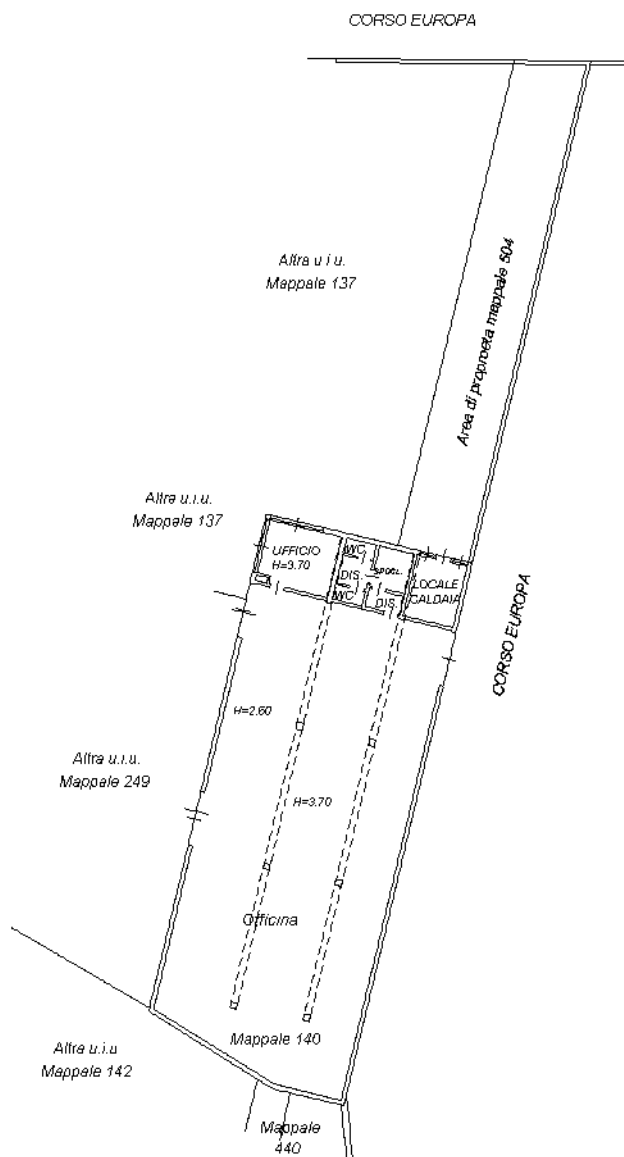 CORSO EUROPA
Altra u i u.
Mappale 137
Area di proproeta mappale 504
Altra u.i.u.
Mappale 137
UFFICIO
H=3.70
WC
DIS.
SPOGL.
WC
DIS.
LOCALE
CALDAIA
CORSO EUROPA
H=2.60
Altra u.i.u.
Mappale 249
H=3.70
Officina
Mappale 140
Altra u.i.u
Mappale 142
Mappale
440